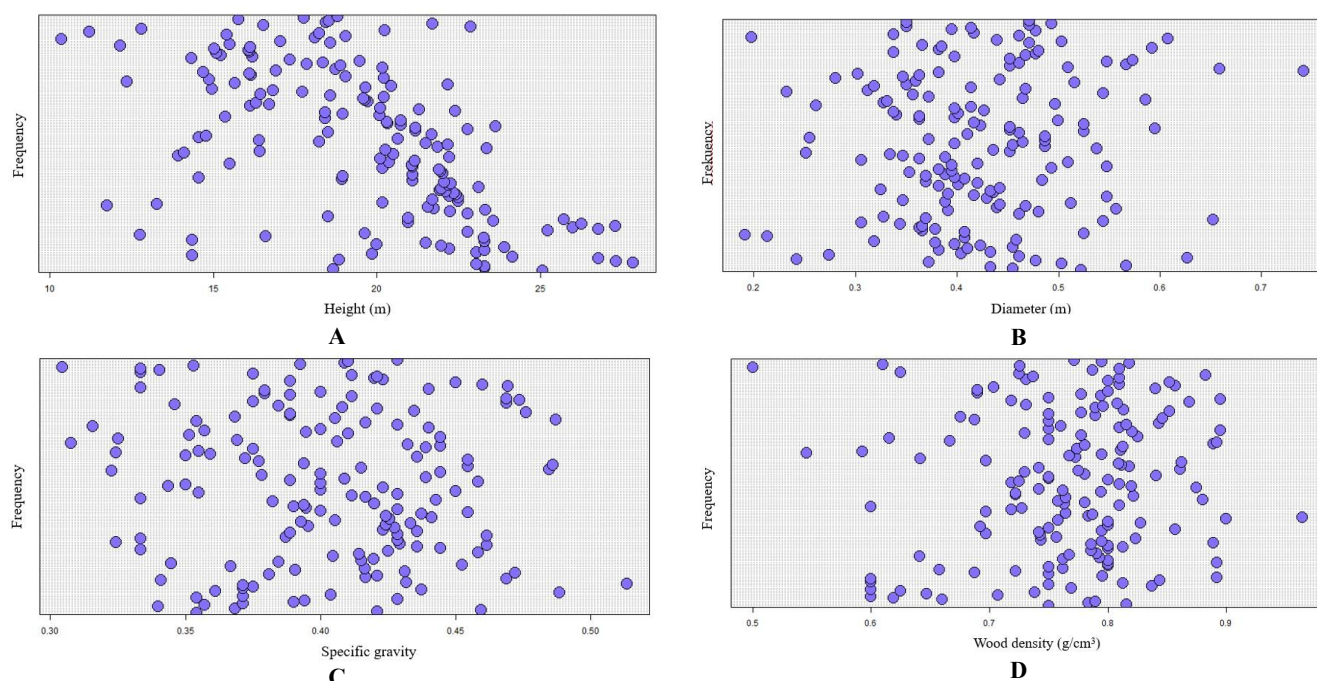 Frequency
10 15 20 25
Height (m)
A
Frekuency
0.2 0.3 0.4 0.5 0.6 0.7
Diameter (m)
B
Frequency
0.30 0.35 0.40 0.45 0.50
Specific gravity
C
Frequency
0.5 0.6 0.7 0.8 0.9
Wood density (g/cm³)
D